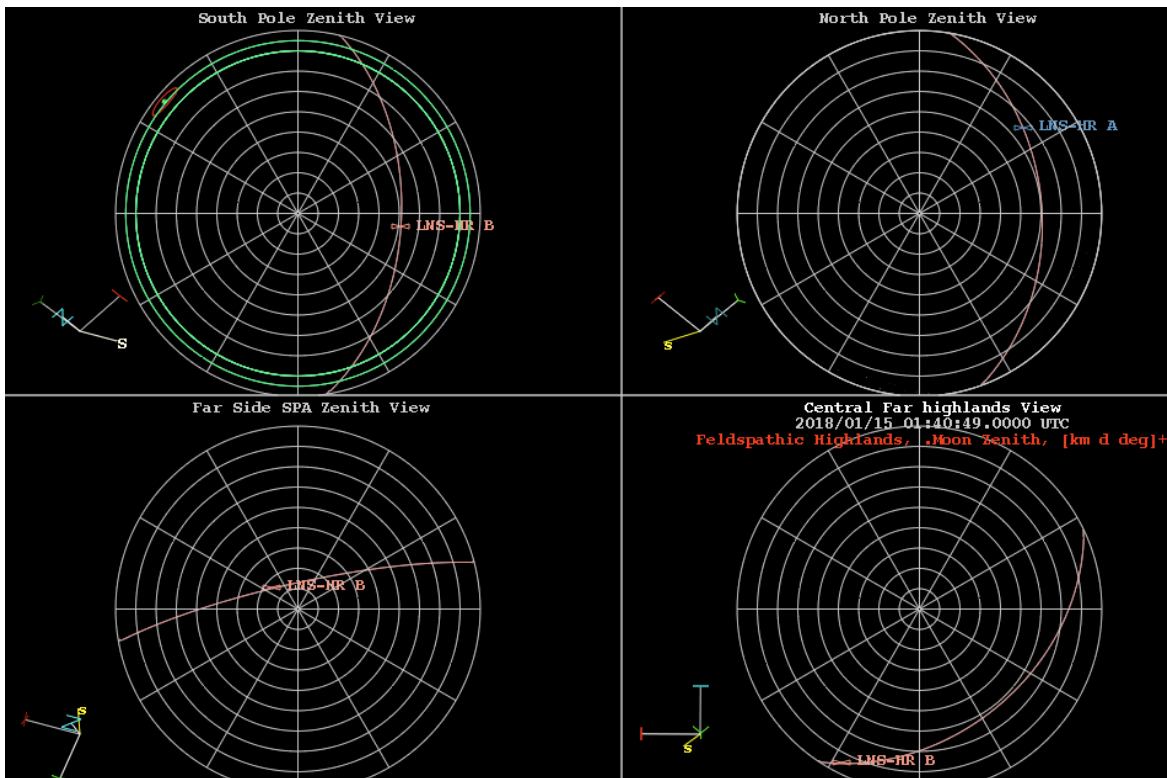 South Pole Zenith View
LNS-HR B
S
North Pole Zenith View
LNS-HR A
s
Far Side SPA Zenith View
LNS-HR B
s
Central Far highlands View
2018/01/15 01:40:49.0000 UTC
Feldspathic Highlands, .Moon Zenith, [km d deg]+
LNS-HR B
s